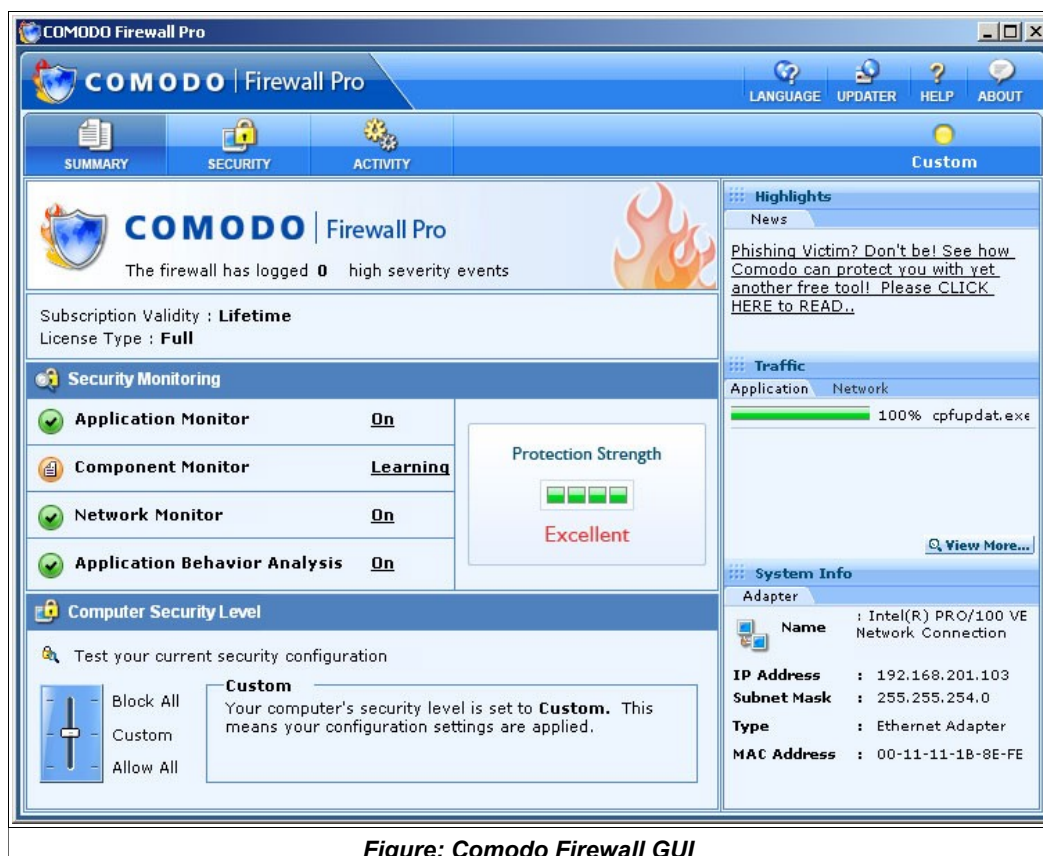 COMODO Firewall Pro
COMODO | Firewall Pro
LANGUAGE UPDATER HELP ABOUT
SUMMARY SECURITY ACTIVITY
Custom
COMODO | Firewall Pro
The firewall has logged 0 high severity events
Subscription Validity : Lifetime
License Type : Full
Security Monitoring
Application Monitor On
Component Monitor Learning
Network Monitor On
Application Behavior Analysis On
Protection Strength
Excellent
Computer Security Level
Test your current security configuration
Block All
Custom
Allow All
Custom
Your computer's security level is set to Custom. This
means your configuration settings are applied.
Highlights
News
Phishing Victim? Don't be! See how
Comodo can protect you with yet
another free tool! Please CLICK
HERE to READ..
Traffic
Application Network
100% cpfupdat.exe
View More...
System Info
Adapter
Name : Intel(R) PRO/100 VE
Network Connection
IP Address : 192.168.201.103
Subnet Mask : 255.255.254.0
Type : Ethernet Adapter
MAC Address : 00-11-11-1B-8E-FE
Figure: Comodo Firewall GUI